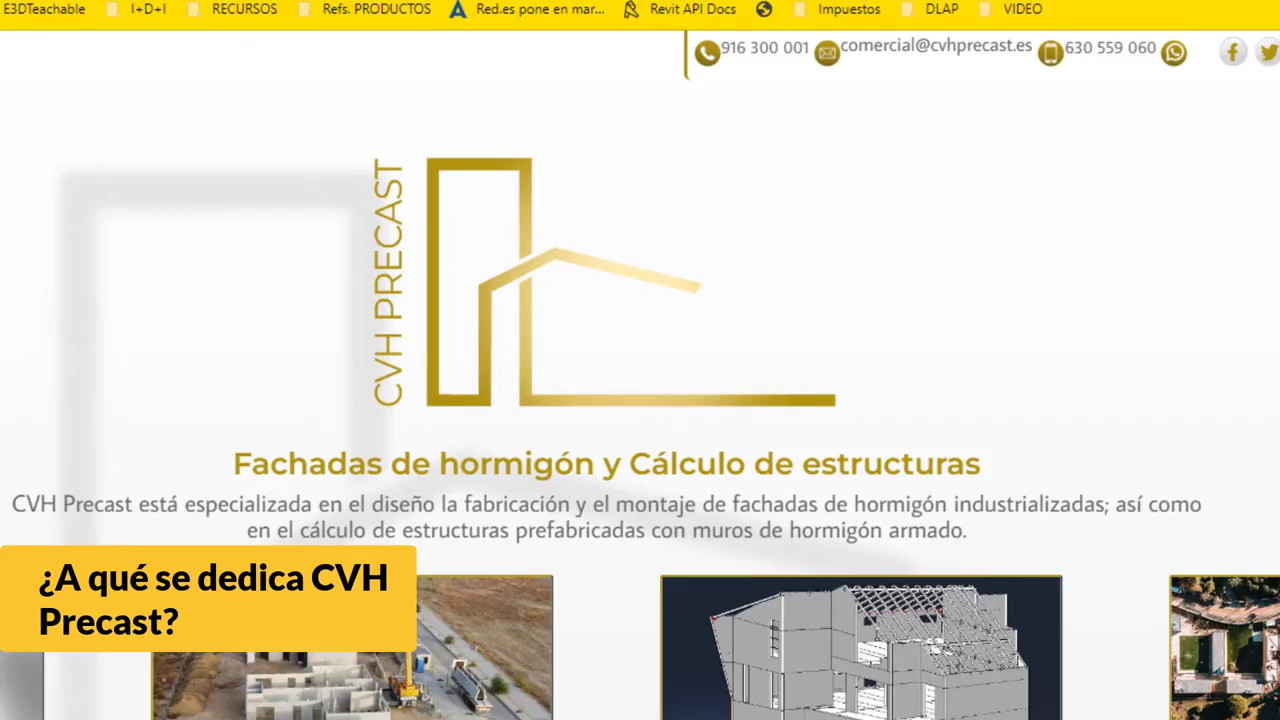 E3DTeachable I+D+I RECURSOS Refs. PRODUCTOS Red.es pone en mar... Revit API Docs Impuestos DLAP VIDEO
916 300 001 comercial@cvhprecast.es 630 559 060
CVH PRECAST
Fachadas de hormigón y Cálculo de estructuras
CVH Precast está especializada en el diseño la fabricación y el montaje de fachadas de hormigón industrializadas; así como
en el cálculo de estructuras prefabricadas con muros de hormigón armado.
¿A qué se dedica CVH
Precast?